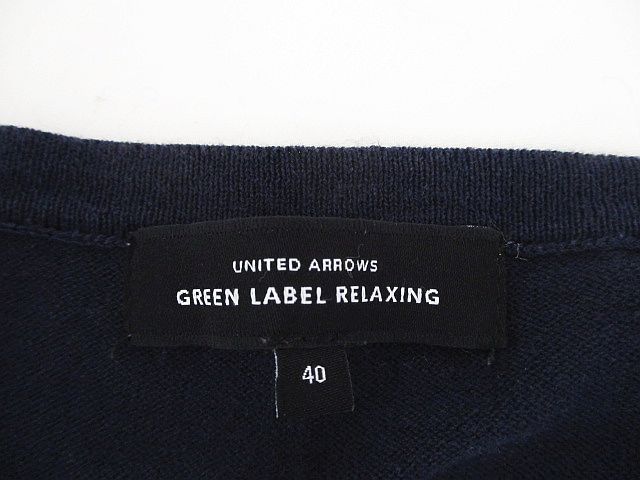 UNITED ARROWS
GREEN LABEL RELAXING
40